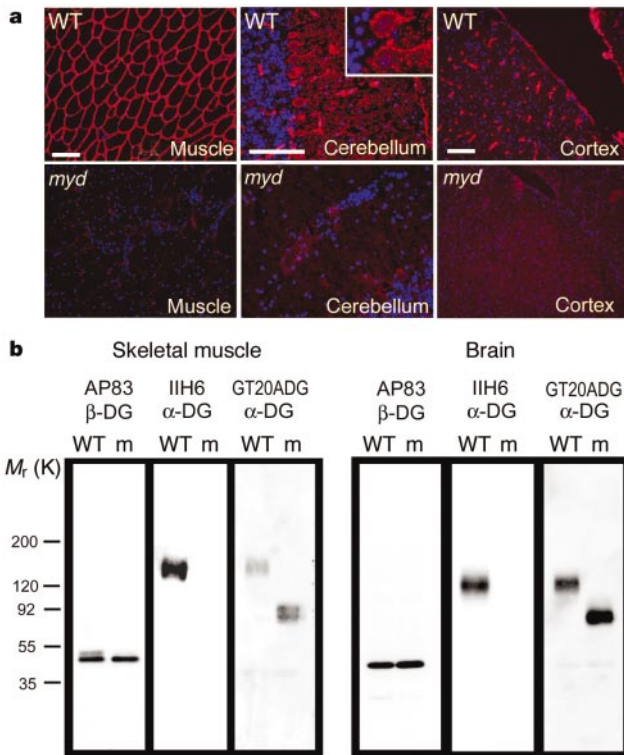 a
WT WT WT
Muscle Cerebellum Cortex
myd myd myd
Muscle Cerebellum Cortex
b
Skeletal muscle Brain
AP83 IIH6 GT20ADG AP83 IIH6 GT20ADG
β-DG α-DG α-DG β-DG α-DG α-DG
WT m WT m WT m WT m WT m WT m
Mr (K)
200
120
92
55
35